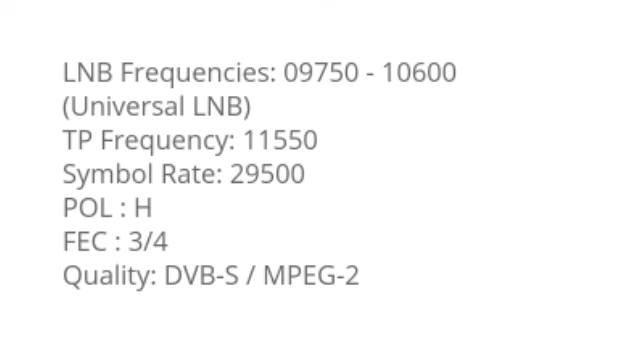 LNB Frequencies: 09750 - 10600
(Universal LNB)
TP Frequency: 11550
Symbol Rate: 29500
POL : H
FEC : 3/4
Quality: DVB-S / MPEG-2